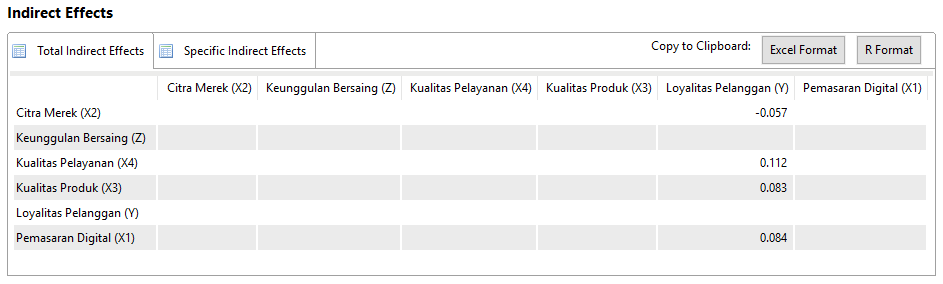 Indirect Effects
Total Indirect Effects Specific Indirect Effects Copy to Clipboard: Excel Format R Format
Citra Merek (X2) Keunggulan Bersaing (Z) Kualitas Pelayanan (X4) Kualitas Produk (X3) Loyalitas Pelanggan (Y) Pemasaran Digital (X1)
Citra Merek (X2) -0.057
Keunggulan Bersaing (Z)
Kualitas Pelayanan (X4) 0.112
Kualitas Produk (X3) 0.083
Loyalitas Pelanggan (Y)
Pemasaran Digital (X1) 0.084